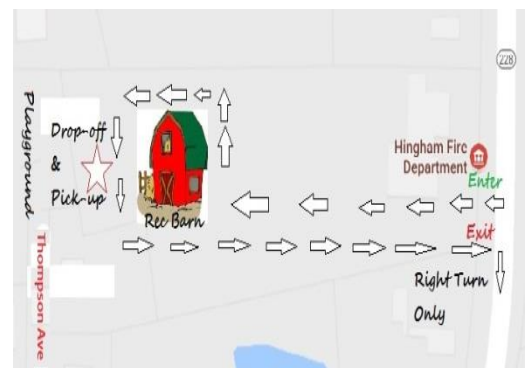 228
Playground
Drop-off
&
Pick-up
Hingham Fire
Department
Enter
Rec Barn
Exit
Right Turn
Only
Thompson Ave